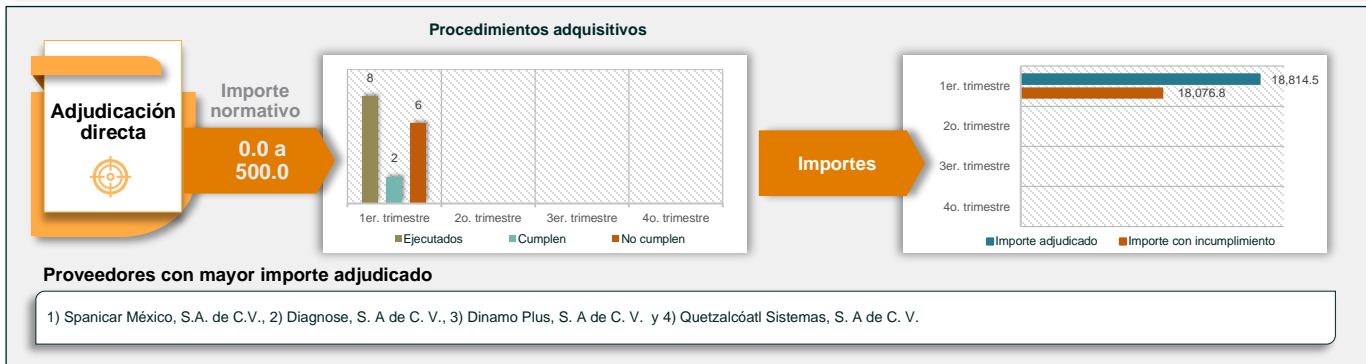 Procedimientos adquisitivos
Adjudicación
directa
Importe
normativo
0.0 a
500.0
8
2
6
1er. trimestre
2o. trimestre
3er. trimestre
4o. trimestre
Ejecutados
Cumplen
No cumplen
Importes
1er. trimestre
2o. trimestre
3er. trimestre
4o. trimestre
18,814.5
18,076.8
Importe adjudicado
Importe con incumplimiento
Proveedores con mayor importe adjudicado
1) Spanicar México, S.A. de C.V., 2) Diagnose, S. A de C. V., 3) Dinamo Plus, S. A de C. V. y 4) Quetzalcóatl Sistemas, S. A de C. V.